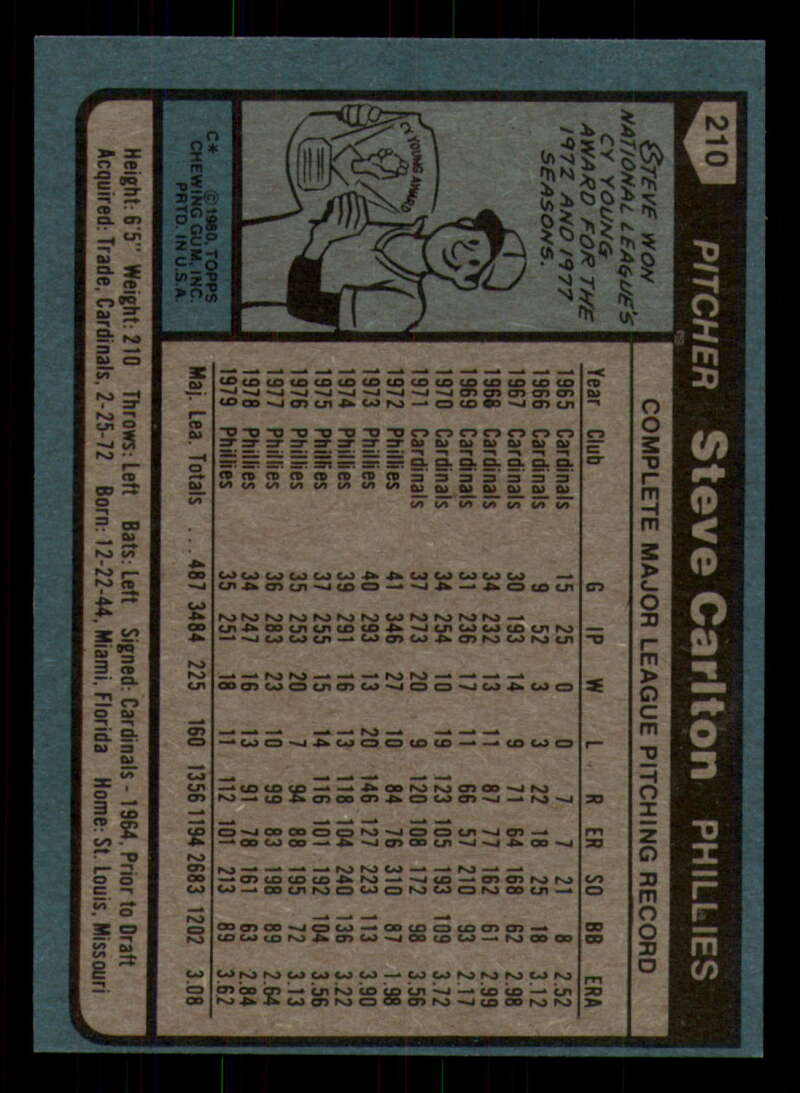 210 PITCHER Steve Carlton PHILLIES
STEVE WON
NATIONAL LEAGUE'S
CY YOUNG
AWARD FOR THE
1972 AND 1977
SEASONS.
CY YOUNG AWARD
C* © 1980, TOPPS
CHEWING GUM, INC.
PRTD. IN U.S.A.
COMPLETE MAJOR LEAGUE PITCHING RECORD
Year Club G IP W L R ER SO BB ERA
1965 Cardinals 15 25 0 0 7 7 21 8 2.52
1966 Cardinals 9 52 3 3 22 18 25 18 3.12
1967 Cardinals 30 193 14 9 71 64 168 62 2.98
1968 Cardinals 34 232 13 11 87 77 162 61 2.99
1969 Cardinals 31 236 17 11 66 57 210 93 2.17
1970 Cardinals 34 254 10 19 123 105 193 109 3.72
1971 Cardinals 37 273 20 9 120 108 172 98 3.56
1972 Phillies 41 346 27 10 84 76 310 87 1.98
1973 Phillies 40 293 13 20 146 127 223 113 3.90
1974 Phillies 39 291 16 13 118 104 240 136 3.22
1975 Phillies 37 255 15 14 116 101 192 104 3.56
1976 Phillies 35 253 20 7 94 88 195 72 3.13
1977 Phillies 36 283 23 10 99 83 198 89 2.64
1978 Phillies 34 247 16 13 91 78 161 63 2.84
1979 Phillies 35 251 18 11 112 101 213 89 3.62
Maj. Lea. Totals ... 487 3484 225 160 1356 1194 2683 1202 3.08
Height: 6'5" Weight: 210 Throws: Left Bats: Left Signed: Cardinals - 1964, Prior to Draft
Acquired: Trade, Cardinals, 2-25-72 Born: 12-22-44, Miami, Florida Home: St. Louis, Missouri